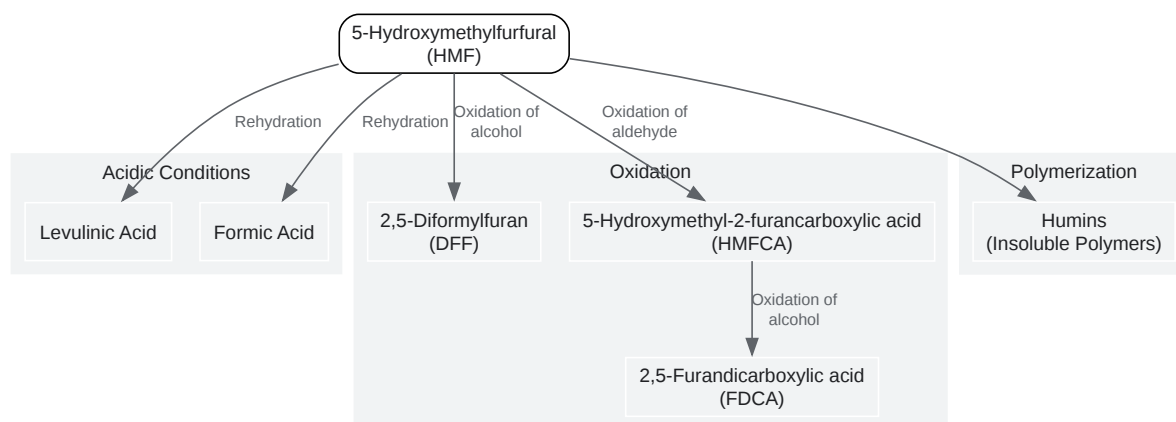 5-Hydroxymethylfurfural
(HMF)
Rehydration
Rehydration
Oxidation of
alcohol
Oxidation of
aldehyde
Acidic Conditions
Oxidation
Polymerization
Levulinic Acid
Formic Acid
2,5-Diformylfuran
(DFF)
5-Hydroxymethyl-2-furancarboxylic acid
(HMFCA)
Humins
(Insoluble Polymers)
Oxidation of
alcohol
2,5-Furandicarboxylic acid
(FDCA)